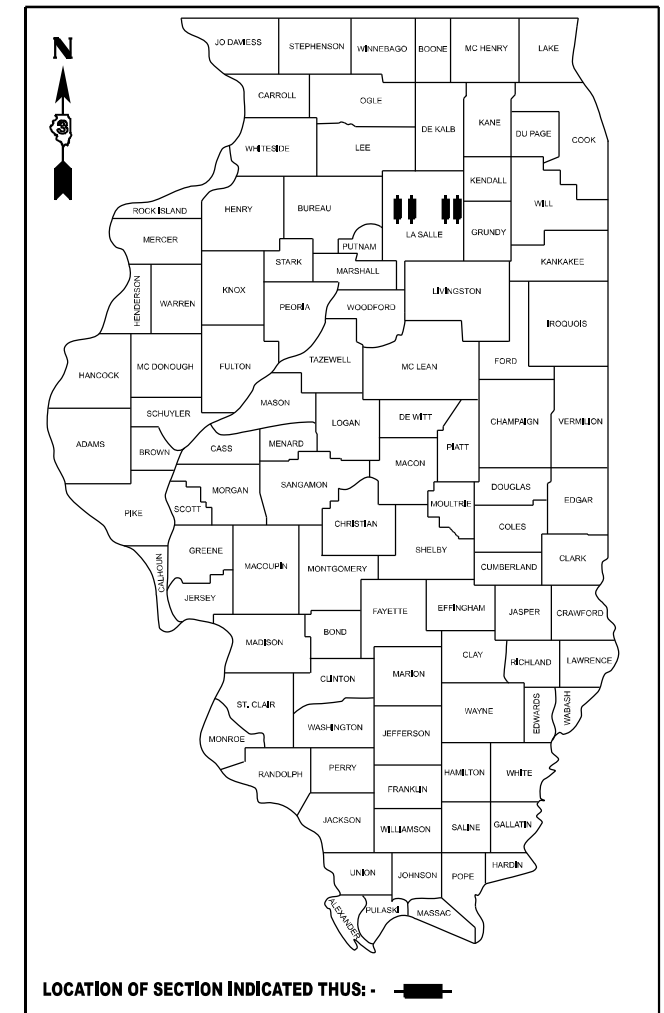 JO DAVIESS STEPHENSON WINNEBAGO BOONE MC HENRY LAKE
N
CARROLL OGLE DE KALB KANE DU PAGE COOK
WHITESIDE LEE
KENDALL WILL
ROCK ISLAND HENRY BUREAU LA SALLE GRUNDY
MERCER PUTNAM
STARK MARSHALL KANKAKEE
HENDERSON WARREN KNOX PEORIA WOODFORD LIVINGSTON IROQUOIS
HANCOCK MC DONOUGH FULTON TAZEWELL MC LEAN FORD
MASON
SCHUYLER LOGAN DE WITT CHAMPAIGN VERMILION
ADAMS BROWN CASS MENARD MACON PIATT
MORGAN SANGAMON DOUGLAS EDGAR
PIKE SCOTT CHRISTIAN MOULTRIE COLES
GREENE SHELBY
CALHOUN MACOUPIN MONTGOMERY CUMBERLAND CLARK
JERSEY FAYETTE EFFINGHAM JASPER CRAWFORD
MADISON BOND
CLAY RICHLAND LAWRENCE
CLINTON MARION
ST. CLAIR WAYNE EDWARDS WABASH
WASHINGTON JEFFERSON
MONROE
RANDOLPH PERRY HAMILTON WHITE
FRANKLIN
JACKSON WILLIAMSON SALINE GALLATIN
UNION JOHNSON POPE HARDIN
ALEXANDER PULASKI MASSAC
LOCATION OF SECTION INDICATED THUS: -